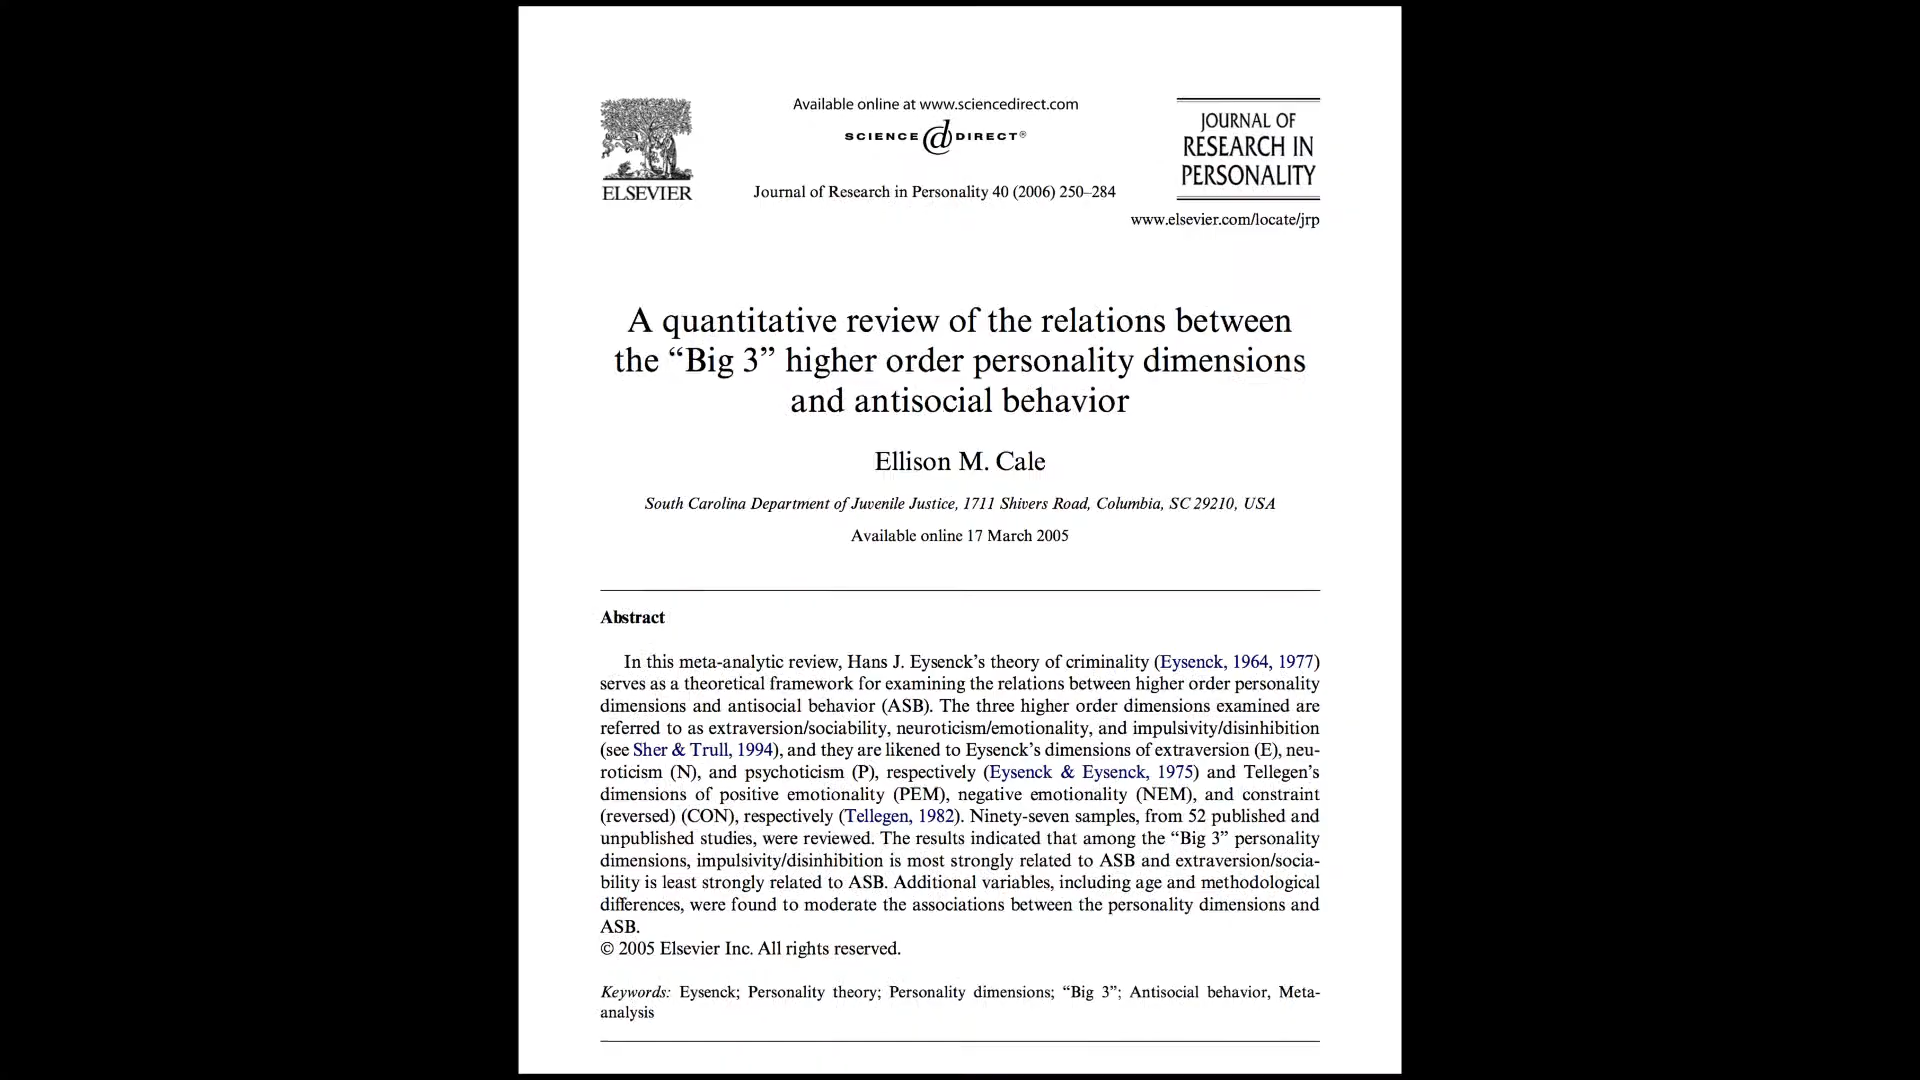 Available online at www.sciencedirect.com
SCIENCE @ DIRECT®
ELSEVIER
Journal of Research in Personality 40 (2006) 250–284
JOURNAL OF
RESEARCH IN
PERSONALITY
www.elsevier.com/locate/jrp
A quantitative review of the relations between
the “Big 3” higher order personality dimensions
and antisocial behavior
Ellison M. Cale
South Carolina Department of Juvenile Justice, 1711 Shivers Road, Columbia, SC 29210, USA
Available online 17 March 2005
Abstract
In this meta-analytic review, Hans J. Eysenck’s theory of criminality (Eysenck, 1964, 1977)
serves as a theoretical framework for examining the relations between higher order personality
dimensions and antisocial behavior (ASB). The three higher order dimensions examined are
referred to as extraversion/sociability, neuroticism/emotionality, and impulsivity/disinhibition
(see Sher & Trull, 1994), and they are likened to Eysenck’s dimensions of extraversion (E), neu-
roticism (N), and psychoticism (P), respectively (Eysenck & Eysenck, 1975) and Tellegen’s
dimensions of positive emotionality (PEM), negative emotionality (NEM), and constraint
(reversed) (CON), respectively (Tellegen, 1982). Ninety-seven samples, from 52 published and
unpublished studies, were reviewed. The results indicated that among the “Big 3” personality
dimensions, impulsivity/disinhibition is most strongly related to ASB and extraversion/socia-
bility is least strongly related to ASB. Additional variables, including age and methodological
differences, were found to moderate the associations between the personality dimensions and
ASB.
© 2005 Elsevier Inc. All rights reserved.
Keywords: Eysenck; Personality theory; Personality dimensions; “Big 3”; Antisocial behavior, Meta-
analysis